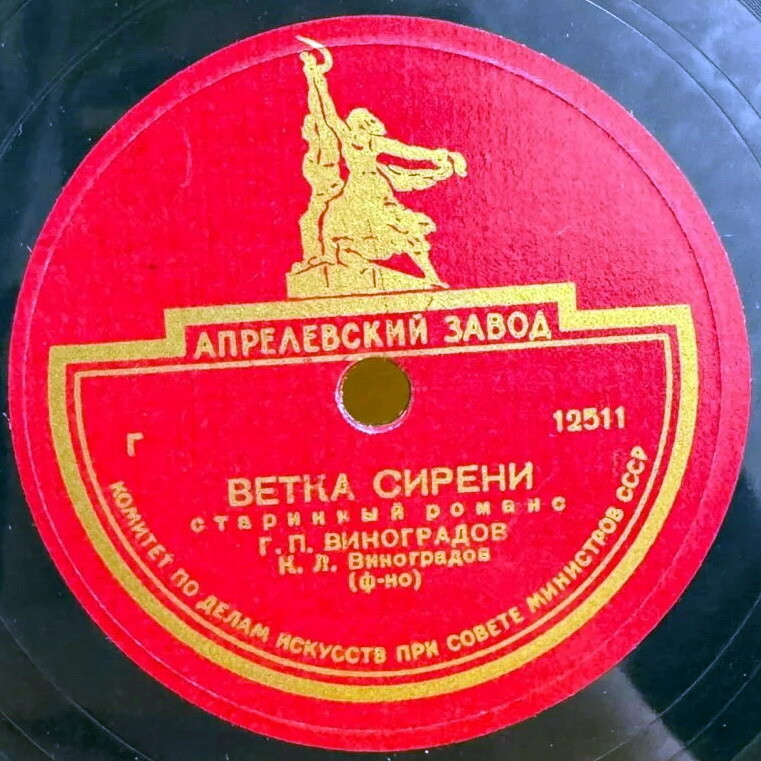 АПРЕЛЕВСКИЙ ЗАВОД
Г
12511
ВЕТКА СИРЕНИ
старинный романс
Г. П. ВИНОГРАДОВ
К. Л. Виноградов
(ф-но)
КОМИТЕТ ПО ДЕЛАМ ИСКУССТВ ПРИ СОВЕТЕ МИНИСТРОВ СССР